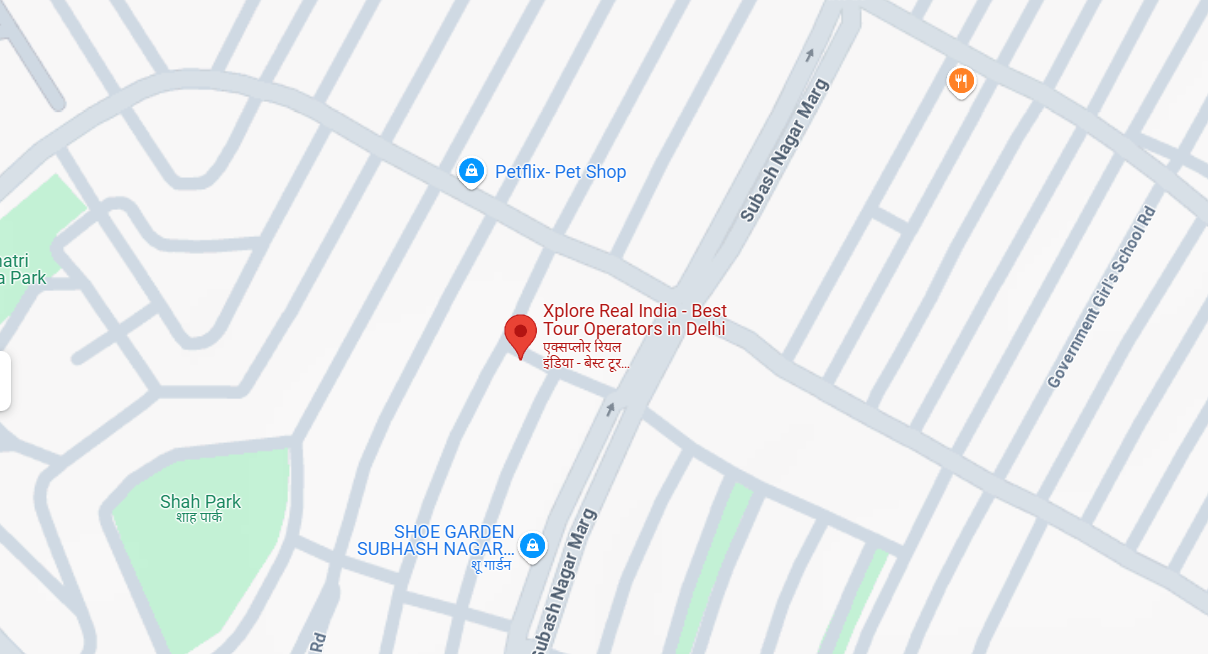 Subash Nagar Marg
Petflix- Pet Shop
Government Girl's School Rd
atri
a Park
Xplore Real India - Best
Tour Operators in Delhi
एक्सप्लोर रियल
इंडिया - बेस्ट टूर...
Shah Park
शाह पार्क
SHOE GARDEN
SUBHASH NAGAR...
शू गार्डन
Subash Nagar Marg
Rd